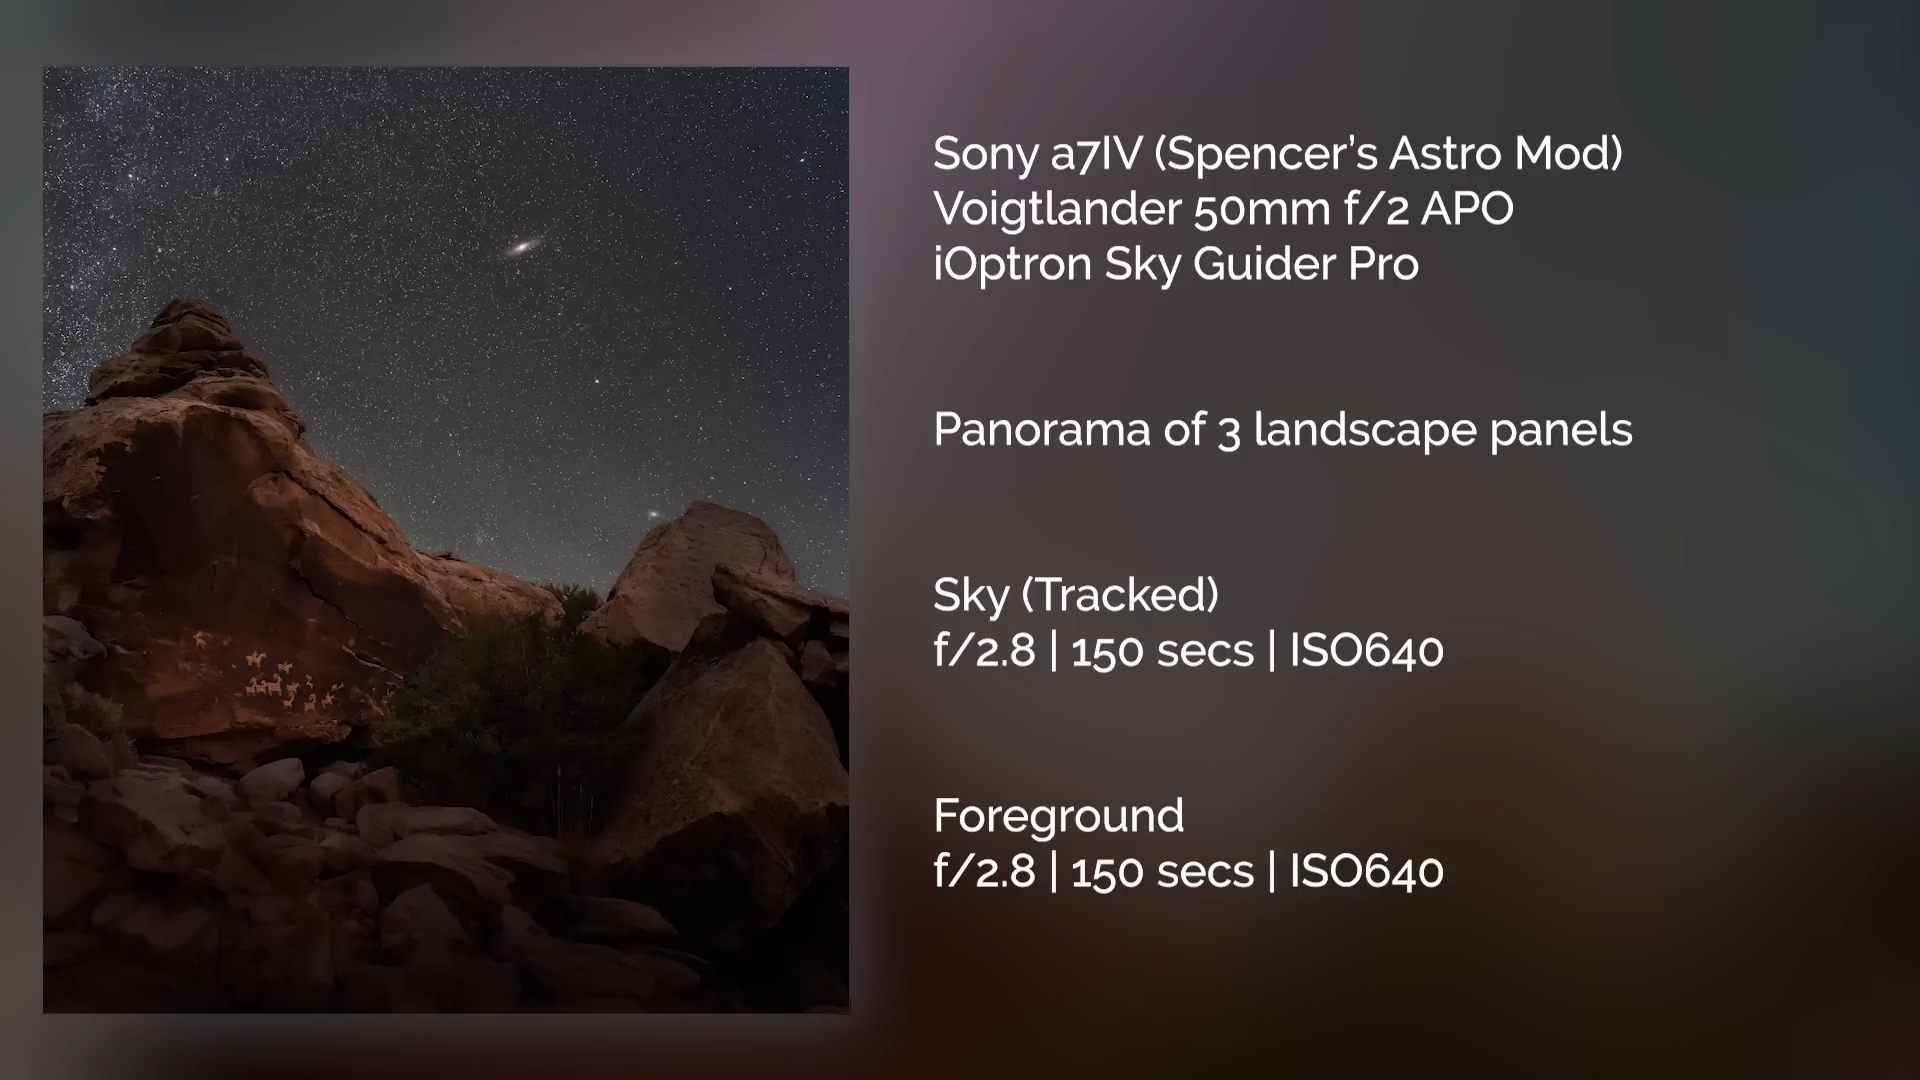 Sony a7IV (Spencer’s Astro Mod)
Voigtlander 50mm f/2 APO
iOptron Sky Guider Pro
Panorama of 3 landscape panels
Sky (Tracked)
f/2.8 | 150 secs | ISO640
Foreground
f/2.8 | 150 secs | ISO640